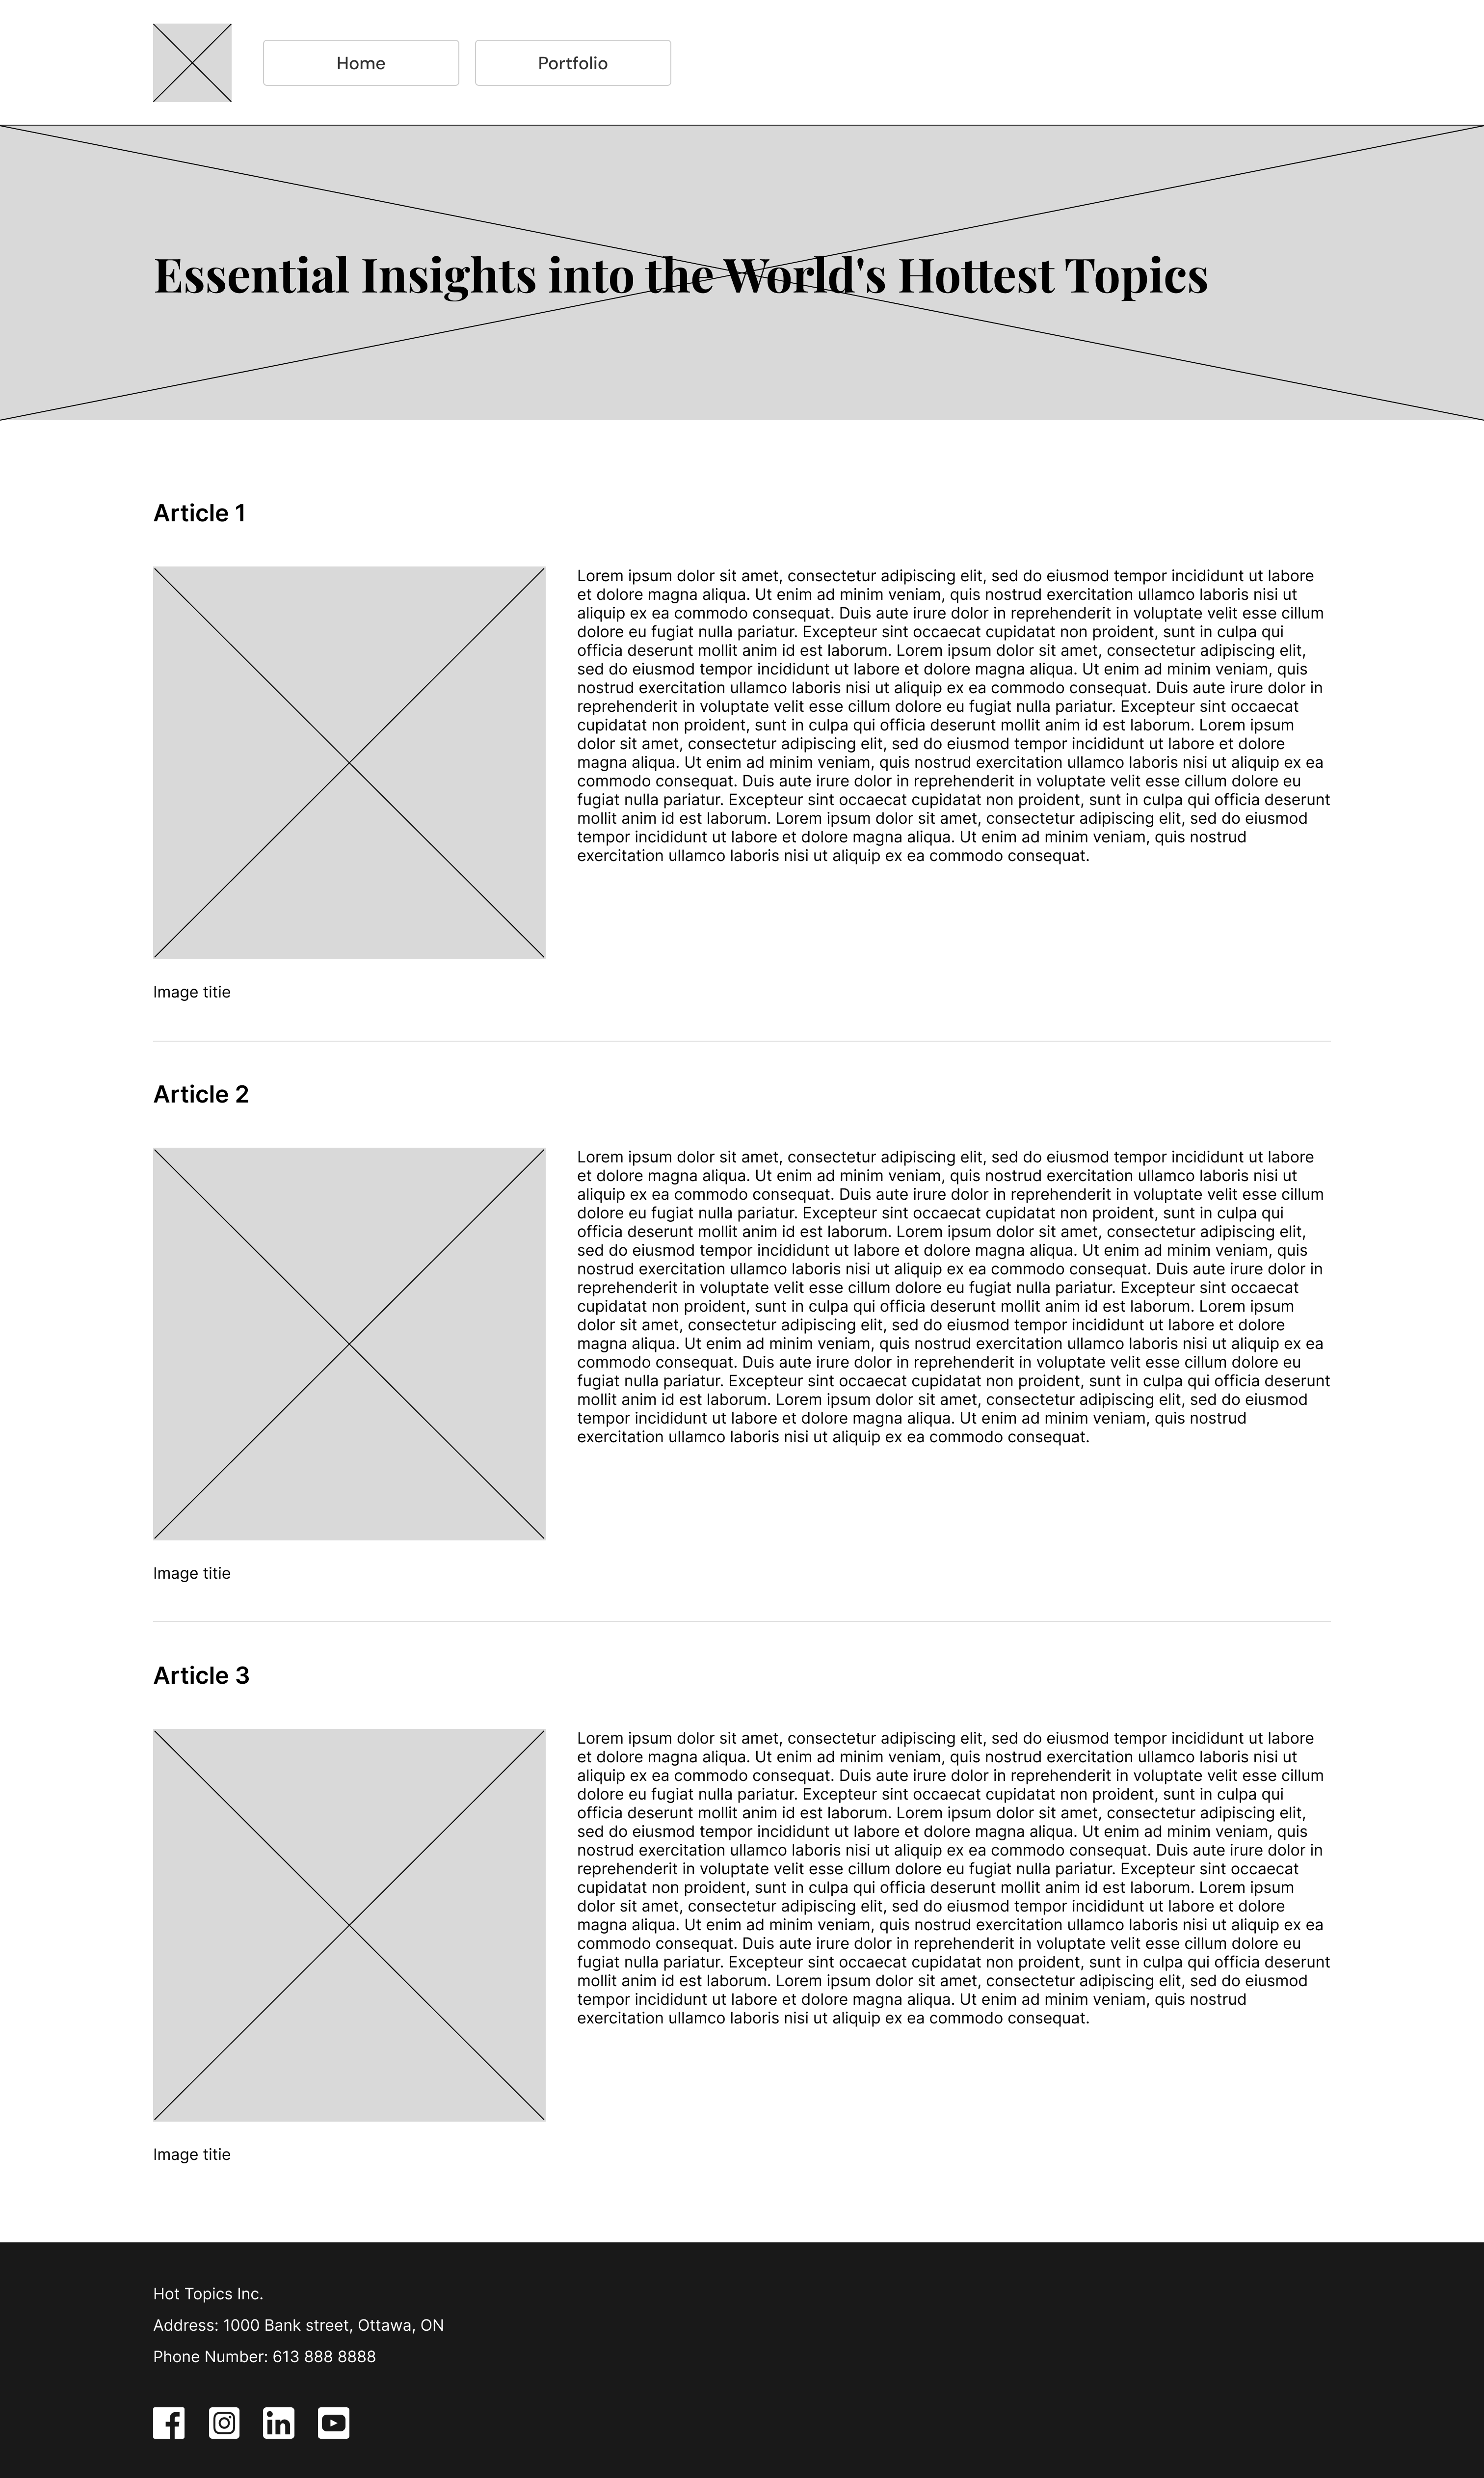 Home
Portfolio
Essential Insights into the World's Hottest Topics
Article 1
Lorem ipsum dolor sit amet, consectetur adipiscing elit, sed do eiusmod tempor incididunt ut labore
et dolore magna aliqua. Ut enim ad minim veniam, quis nostrud exercitation ullamco laboris nisi ut
aliquip ex ea commodo consequat. Duis aute irure dolor in reprehenderit in voluptate velit esse cillum
dolore eu fugiat nulla pariatur. Excepteur sint occaecat cupidatat non proident, sunt in culpa qui
officia deserunt mollit anim id est laborum. Lorem ipsum dolor sit amet, consectetur adipiscing elit,
sed do eiusmod tempor incididunt ut labore et dolore magna aliqua. Ut enim ad minim veniam, quis
nostrud exercitation ullamco laboris nisi ut aliquip ex ea commodo consequat. Duis aute irure dolor in
reprehenderit in voluptate velit esse cillum dolore eu fugiat nulla pariatur. Excepteur sint occaecat
cupidatat non proident, sunt in culpa qui officia deserunt mollit anim id est laborum. Lorem ipsum
dolor sit amet, consectetur adipiscing elit, sed do eiusmod tempor incididunt ut labore et dolore
magna aliqua. Ut enim ad minim veniam, quis nostrud exercitation ullamco laboris nisi ut aliquip ex ea
commodo consequat. Duis aute irure dolor in reprehenderit in voluptate velit esse cillum dolore eu
fugiat nulla pariatur. Excepteur sint occaecat cupidatat non proident, sunt in culpa qui officia deserunt
mollit anim id est laborum. Lorem ipsum dolor sit amet, consectetur adipiscing elit, sed do eiusmod
tempor incididunt ut labore et dolore magna aliqua. Ut enim ad minim veniam, quis nostrud
exercitation ullamco laboris nisi ut aliquip ex ea commodo consequat.
Image titie
Article 2
Lorem ipsum dolor sit amet, consectetur adipiscing elit, sed do eiusmod tempor incididunt ut labore
et dolore magna aliqua. Ut enim ad minim veniam, quis nostrud exercitation ullamco laboris nisi ut
aliquip ex ea commodo consequat. Duis aute irure dolor in reprehenderit in voluptate velit esse cillum
dolore eu fugiat nulla pariatur. Excepteur sint occaecat cupidatat non proident, sunt in culpa qui
officia deserunt mollit anim id est laborum. Lorem ipsum dolor sit amet, consectetur adipiscing elit,
sed do eiusmod tempor incididunt ut labore et dolore magna aliqua. Ut enim ad minim veniam, quis
nostrud exercitation ullamco laboris nisi ut aliquip ex ea commodo consequat. Duis aute irure dolor in
reprehenderit in voluptate velit esse cillum dolore eu fugiat nulla pariatur. Excepteur sint occaecat
cupidatat non proident, sunt in culpa qui officia deserunt mollit anim id est laborum. Lorem ipsum
dolor sit amet, consectetur adipiscing elit, sed do eiusmod tempor incididunt ut labore et dolore
magna aliqua. Ut enim ad minim veniam, quis nostrud exercitation ullamco laboris nisi ut aliquip ex ea
commodo consequat. Duis aute irure dolor in reprehenderit in voluptate velit esse cillum dolore eu
fugiat nulla pariatur. Excepteur sint occaecat cupidatat non proident, sunt in culpa qui officia deserunt
mollit anim id est laborum. Lorem ipsum dolor sit amet, consectetur adipiscing elit, sed do eiusmod
tempor incididunt ut labore et dolore magna aliqua. Ut enim ad minim veniam, quis nostrud
exercitation ullamco laboris nisi ut aliquip ex ea commodo consequat.
Image titie
Article 3
Lorem ipsum dolor sit amet, consectetur adipiscing elit, sed do eiusmod tempor incididunt ut labore
et dolore magna aliqua. Ut enim ad minim veniam, quis nostrud exercitation ullamco laboris nisi ut
aliquip ex ea commodo consequat. Duis aute irure dolor in reprehenderit in voluptate velit esse cillum
dolore eu fugiat nulla pariatur. Excepteur sint occaecat cupidatat non proident, sunt in culpa qui
officia deserunt mollit anim id est laborum. Lorem ipsum dolor sit amet, consectetur adipiscing elit,
sed do eiusmod tempor incididunt ut labore et dolore magna aliqua. Ut enim ad minim veniam, quis
nostrud exercitation ullamco laboris nisi ut aliquip ex ea commodo consequat. Duis aute irure dolor in
reprehenderit in voluptate velit esse cillum dolore eu fugiat nulla pariatur. Excepteur sint occaecat
cupidatat non proident, sunt in culpa qui officia deserunt mollit anim id est laborum. Lorem ipsum
dolor sit amet, consectetur adipiscing elit, sed do eiusmod tempor incididunt ut labore et dolore
magna aliqua. Ut enim ad minim veniam, quis nostrud exercitation ullamco laboris nisi ut aliquip ex ea
commodo consequat. Duis aute irure dolor in reprehenderit in voluptate velit esse cillum dolore eu
fugiat nulla pariatur. Excepteur sint occaecat cupidatat non proident, sunt in culpa qui officia deserunt
mollit anim id est laborum. Lorem ipsum dolor sit amet, consectetur adipiscing elit, sed do eiusmod
tempor incididunt ut labore et dolore magna aliqua. Ut enim ad minim veniam, quis nostrud
exercitation ullamco laboris nisi ut aliquip ex ea commodo consequat.
Image titie
Hot Topics Inc.
Address: 1000 Bank street, Ottawa, ON
Phone Number: 613 888 8888